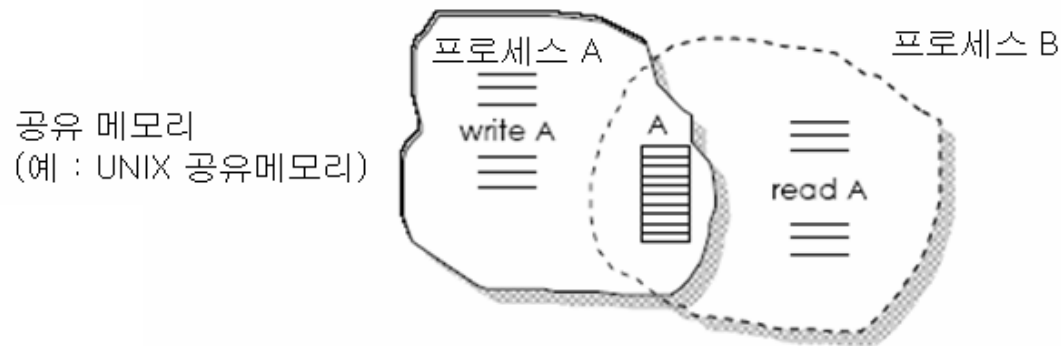 프로세스 A
프로세스 B
공유 메모리
(예 : UNIX 공유메모리)
write A
A
read A